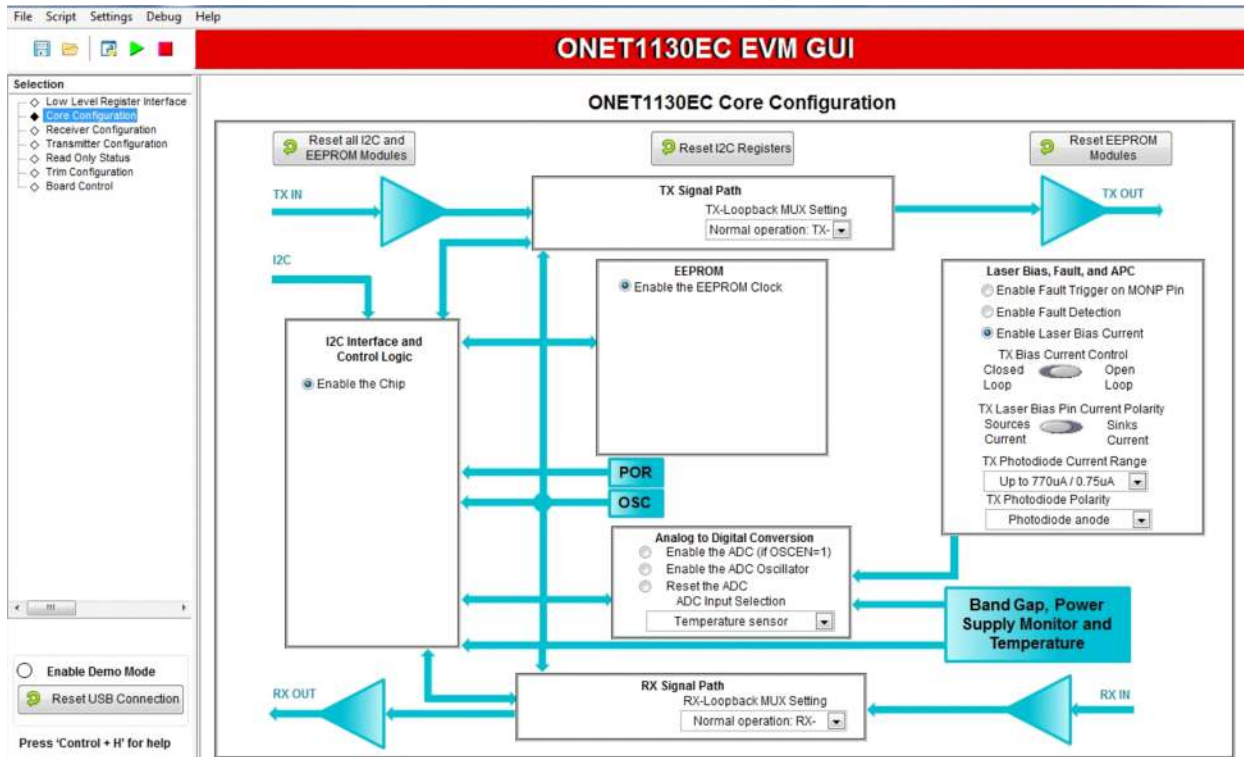 File Script Settings Debug Help
ONET1130EC EVM GUI
Selection
Low Level Register Interface
Core Configuration
Receiver Configuration
Transmitter Configuration
Read Only Status
Trim Configuration
Board Control
Enable Demo Mode
Reset USB Connection
Press 'Control + H' for help
ONET1130EC Core Configuration
Reset all I2C and
EEPROM Modules
Reset I2C Registers
Reset EEPROM
Modules
TX IN
TX Signal Path
TX-Loopback MUX Setting
Normal operation: TX-
TX OUT
I2C
I2C Interface and
Control Logic
Enable the Chip
EEPROM
Enable the EEPROM Clock
Laser Bias, Fault, and APC
Enable Fault Trigger on MONP Pin
Enable Fault Detection
Enable Laser Bias Current
TX Bias Current Control
Closed Open
Loop Loop
TX Laser Bias Pin Current Polarity
Sources Sinks
Current Current
TX Photodiode Current Range
Up to 770uA / 0.75uA
TX Photodiode Polarity
Photodiode anode
POR
OSC
Analog to Digital Conversion
Enable the ADC (if OSCEN=1)
Enable the ADC Oscillator
Reset the ADC
ADC Input Selection
Temperature sensor
Band Gap, Power
Supply Monitor and
Temperature
RX OUT
RX Signal Path
RX-Loopback MUX Setting
Normal operation: RX-
RX IN